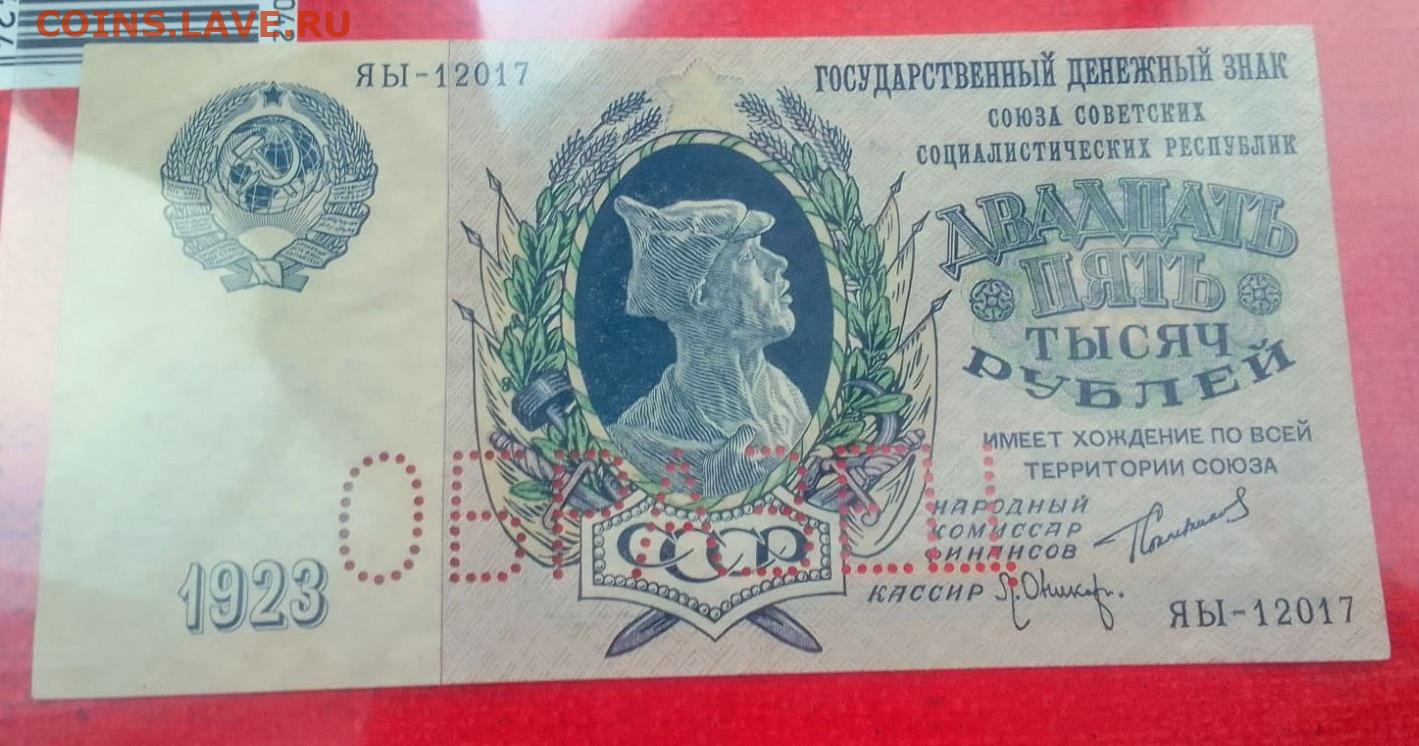 COINS.LAVE.RU
ЯЫ-12017
ГОСУДАРСТВЕННЫЙ ДЕНЕЖНЫЙ ЗНАК
СОЮЗА СОВЕТСКИХ
СОЦИАЛИСТИЧЕСКИХ РЕСПУБЛИК
ДВАДЦАТЬ
ПЯТЬ
ТЫСЯЧ
РУБЛЕЙ
ИМЕЕТ ХОЖДЕНИЕ ПО ВСЕЙ
ТЕРРИТОРИИ СОЮЗА
ОБРАЗЕЦ
НАРОДНЫЙ
КОМИССАР
ФИНАНСОВ
СССР
1923
КАССИР
ЯЫ-12017